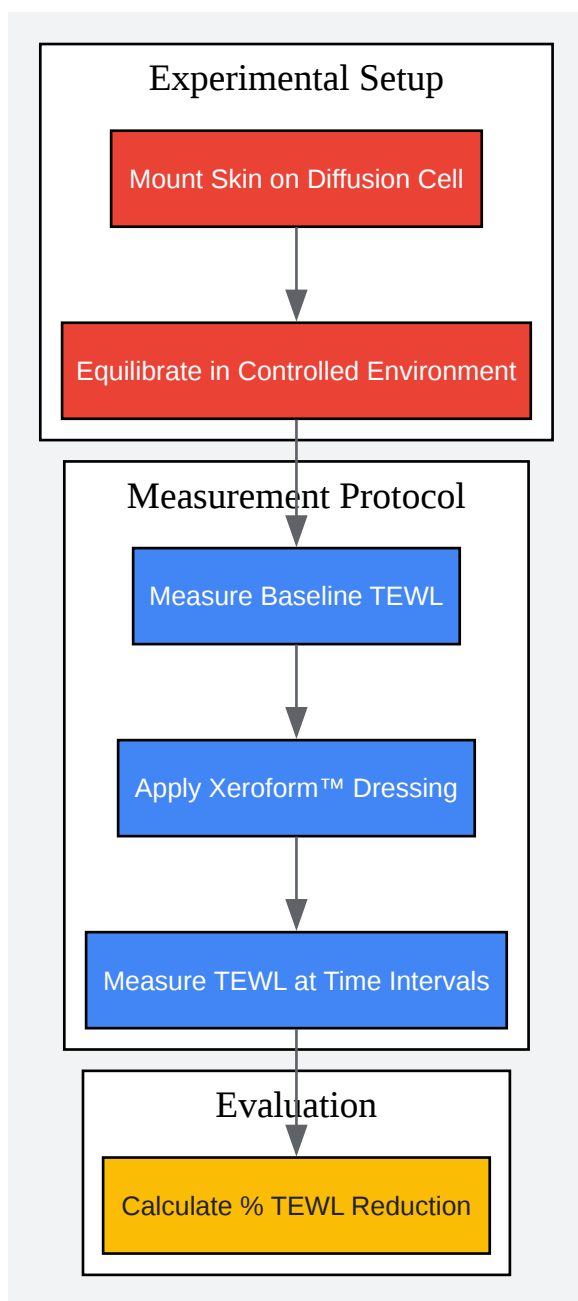 Experimental Setup
Mount Skin on Diffusion Cell
Equilibrate in Controlled Environment
Measurement Protocol
Measure Baseline TEWL
Apply Xeroform™ Dressing
Measure TEWL at Time Intervals
Evaluation
Calculate % TEWL Reduction